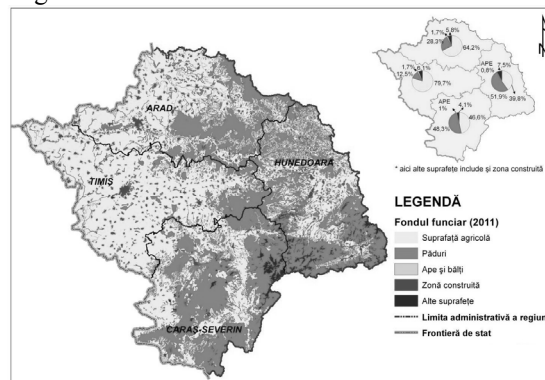 ARAD
HUNEDOARA
TIMIȘ
CARAȘ-SEVERIN
1,7% 5,8%
28,3% 64,2%
1,7% 6,1%
12,5% 79,7%
APE 7,5%
0,8%
51,9% 39,8%
APE 4,1%
1%
48,3% 46,6%
* aici alte suprafețe include și zona construită
LEGENDĂ
Fondul funciar (2011)
Suprafață agricolă
Păduri
Ape și bălți
Zonă construită
Alte suprafețe
Limita administrativă a regiun
Frontieră de stat